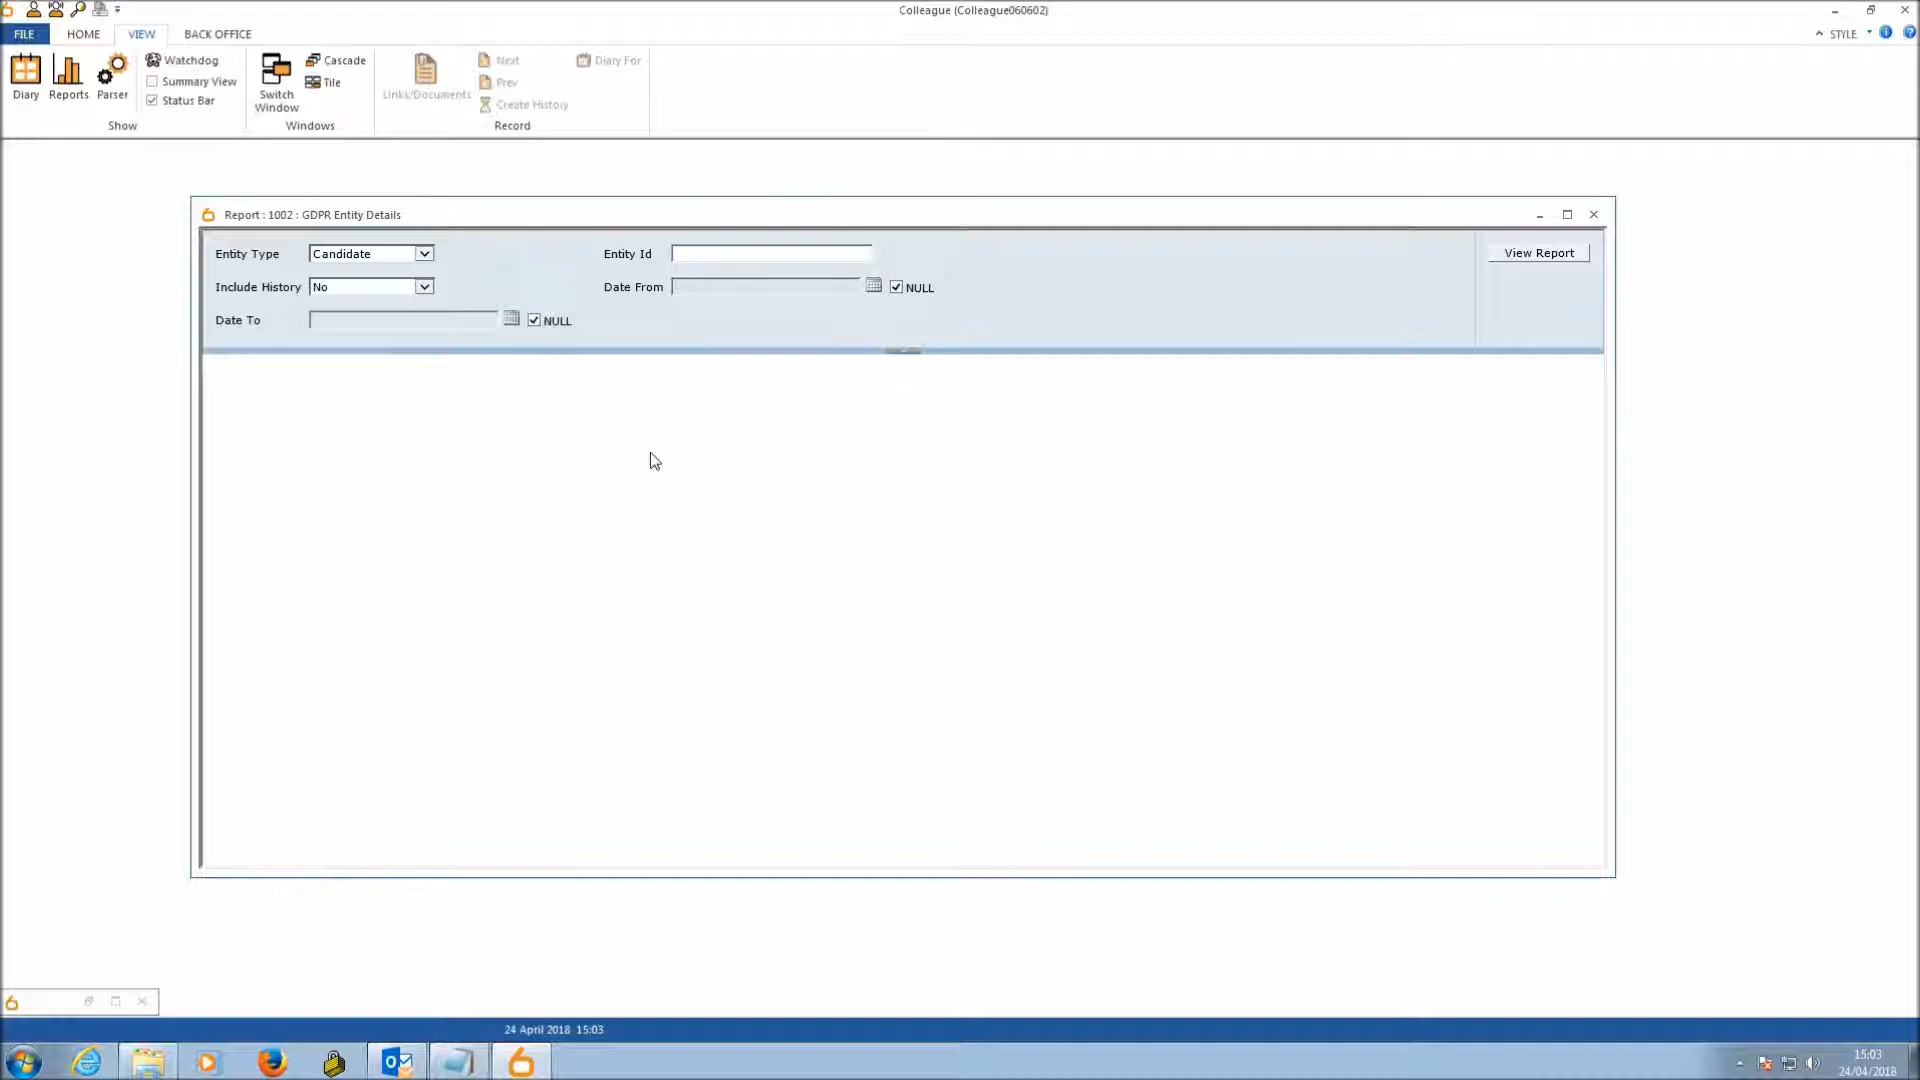 Colleague (Colleague060602)
FILE HOME VIEW BACK OFFICE STYLE
Diary Reports Parser
Watchdog
Summary View
Status Bar
Show
Switch Window
Cascade
Tile
Windows
Links/Documents
Next
Prev
Create History
Diary For
Record
Report : 1002 : GDPR Entity Details
Entity Type Candidate Entity Id View Report
Include History No Date From NULL
Date To NULL
24 April 2018 15:03
15:03
24/04/2018